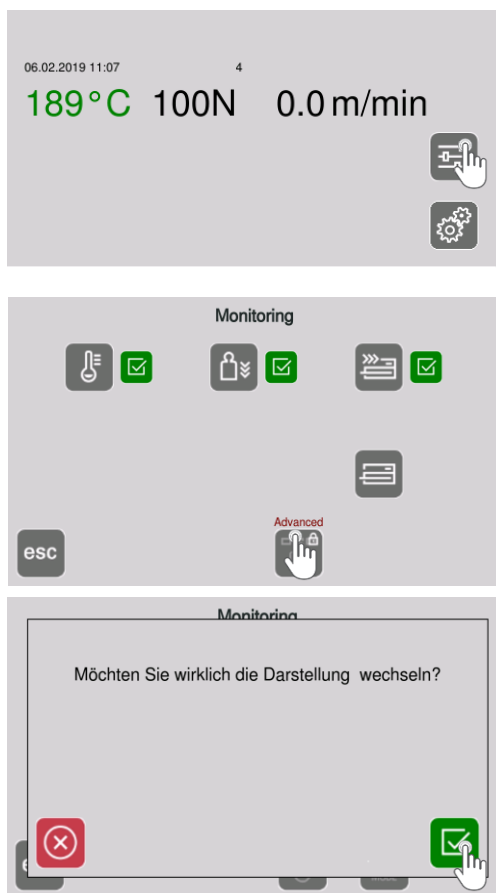 06.02.2019 11:07 4
189°C 100N 0.0 m/min
Monitoring
Advanced
esc
Monitoring
Möchten Sie wirklich die Darstellung wechseln?